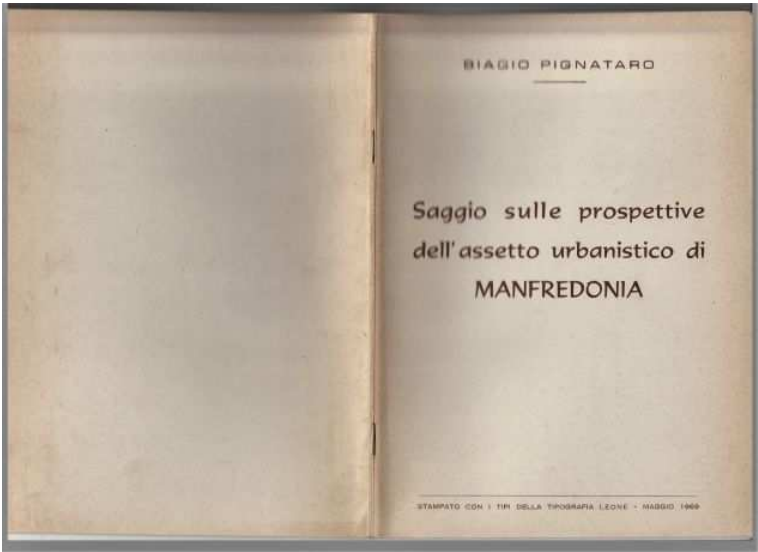 BIAGIO PIGNATARO
Saggio sulle prospettive
dell'assetto urbanistico di
MANFREDONIA
STAMPATO CON I TIPI DELLA TIPOGRAFIA LEONE - MAGGIO 1969